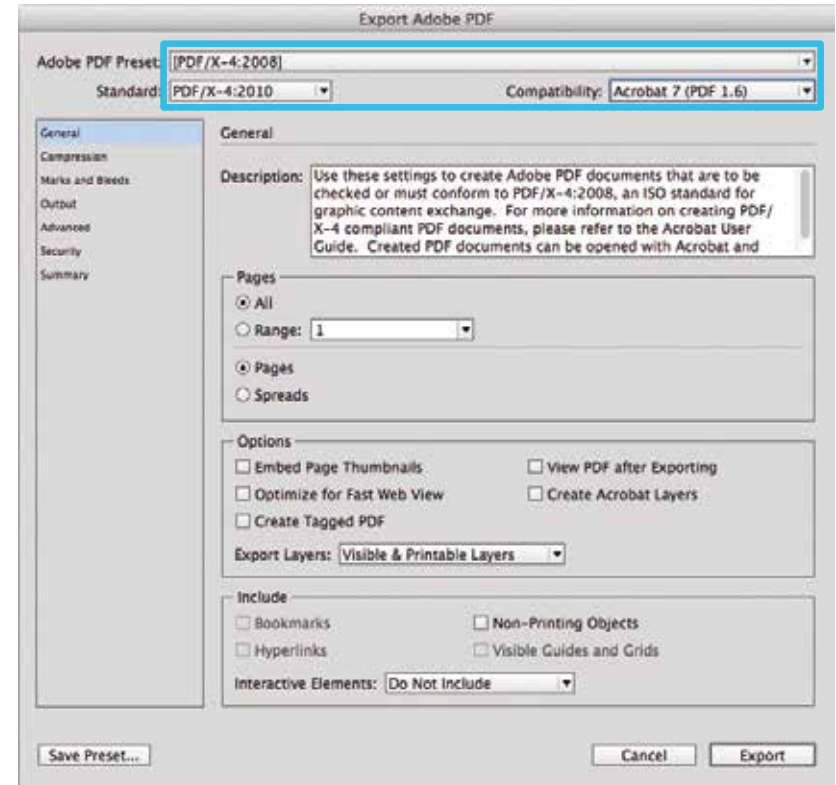 Export Adobe PDF
Adobe PDF Preset: [PDF/X-4:2008]
Standard: PDF/X-4:2010 Compatibility: Acrobat 7 (PDF 1.6)
General
Compression
Marks and Bleeds
Output
Advanced
Security
Summary
General
Description: Use these settings to create Adobe PDF documents that are to be
checked or must conform to PDF/X-4:2008, an ISO standard for
graphic content exchange. For more information on creating PDF/
X-4 compliant PDF documents, please refer to the Acrobat User
Guide. Created PDF documents can be opened with Acrobat and
Pages
All
Range: 1
Pages
Spreads
Options
Embed Page Thumbnails View PDF after Exporting
Optimize for Fast Web View Create Acrobat Layers
Create Tagged PDF
Export Layers: Visible & Printable Layers
Include
Bookmarks Non-Printing Objects
Hyperlinks Visible Guides and Grids
Interactive Elements: Do Not Include
Save Preset... Cancel Export